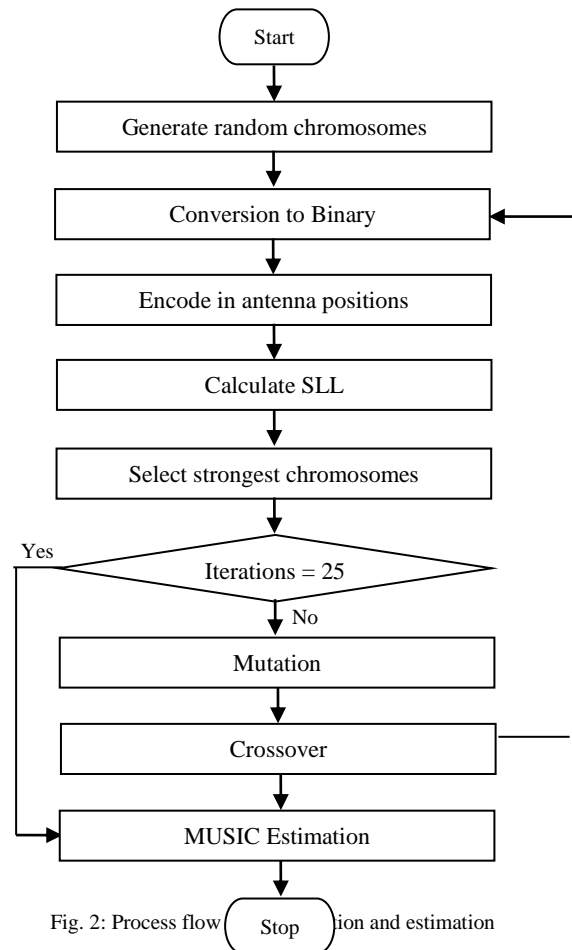 Start
Generate random chromosomes
Conversion to Binary
Encode in antenna positions
Calculate SLL
Select strongest chromosomes
Yes
Iterations = 25
No
Mutation
Crossover
MUSIC Estimation
Fig. 2: Process flow
Stop
and estimation